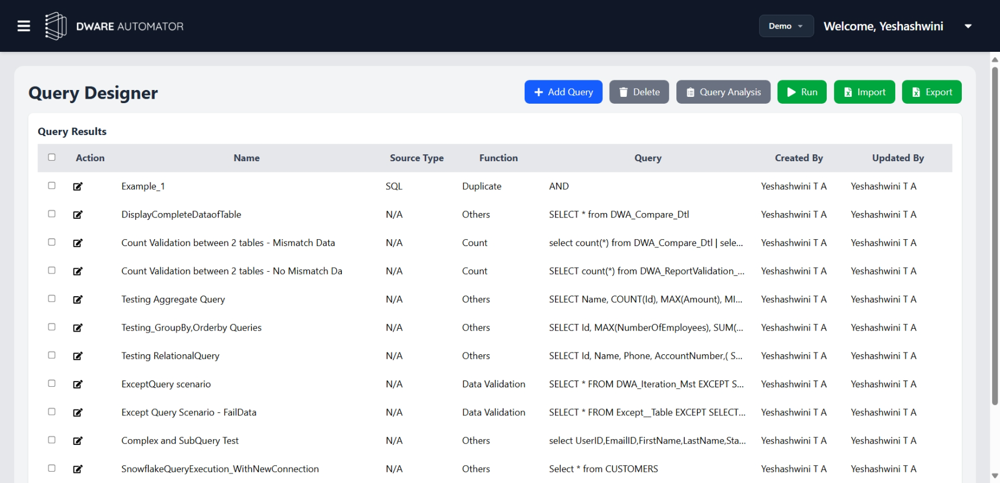 DWARE AUTOMATOR
Demo
Welcome, Yeshashwini
Query Designer
Add Query
Delete
Query Analysis
Run
Import
Export
Query Results
Action Name Source Type Function Query Created By Updated By
Example_1 SQL Duplicate AND Yeshashwini T A Yeshashwini T A
DisplayCompleteDataofTable N/A Others SELECT * from DWA_Compare_Dtl Yeshashwini T A Yeshashwini T A
Count Validation between 2 tables - Mismatch Data N/A Count select count(*) from DWA_Compare_Dtl | sele... Yeshashwini T A Yeshashwini T A
Count Validation between 2 tables - No Mismatch Da N/A Count SELECT count(*) from DWA_ReportValidation_... Yeshashwini T A Yeshashwini T A
Testing Aggregate Query N/A Others SELECT Name, COUNT(Id), MAX(Amount), MI... Yeshashwini T A Yeshashwini T A
Testing_GroupBy,Orderby Queries N/A Others SELECT Id, MAX(NumberOfEmployees), SUM(... Yeshashwini T A Yeshashwini T A
Testing RelationalQuery N/A Others SELECT Id, Name, Phone, AccountNumber,( S... Yeshashwini T A Yeshashwini T A
ExceptQuery scenario N/A Data Validation SELECT * FROM DWA_Iteration_Mst EXCEPT S... Yeshashwini T A Yeshashwini T A
Except Query Scenario - FailData N/A Data Validation SELECT * FROM Except__Table EXCEPT SELECT... Yeshashwini T A Yeshashwini T A
Complex and SubQuery Test N/A Others select UserID,EmailID,FirstName,LastName,Sta... Yeshashwini T A Yeshashwini T A
SnowflakeQueryExecution_WithNewConnection N/A Others Select * from CUSTOMERS Yeshashwini T A Yeshashwini T A